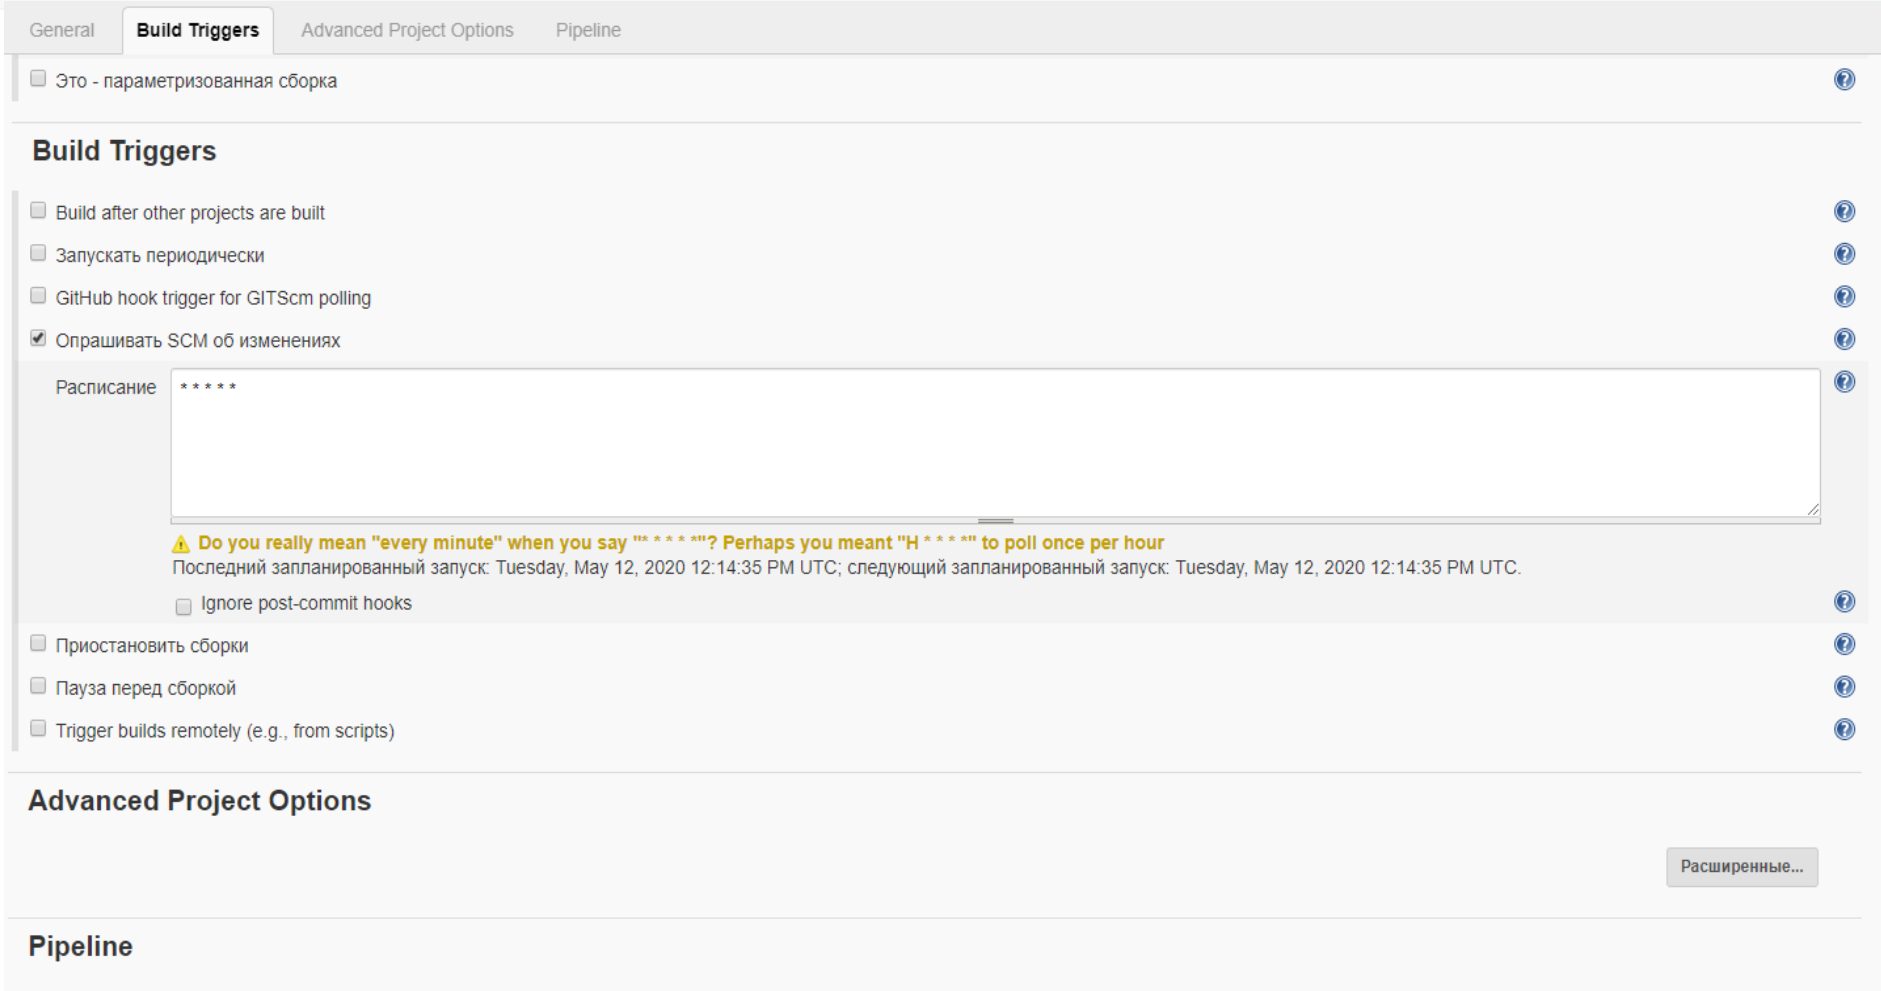 General Build Triggers Advanced Project Options Pipeline
Это - параметризованная сборка
Build Triggers
Build after other projects are built
Запускать периодически
GitHub hook trigger for GITScm polling
Опрашивать SCM об изменениях
Расписание * * * * *
Do you really mean "every minute" when you say "* * * * *"? Perhaps you meant "H * * * *" to poll once per hour
Последний запланированный запуск: Tuesday, May 12, 2020 12:14:35 PM UTC; следующий запланированный запуск: Tuesday, May 12, 2020 12:14:35 PM UTC.
Ignore post-commit hooks
Приостановить сборки
Пауза перед сборкой
Trigger builds remotely (e.g., from scripts)
Advanced Project Options
Расширенные...
Pipeline